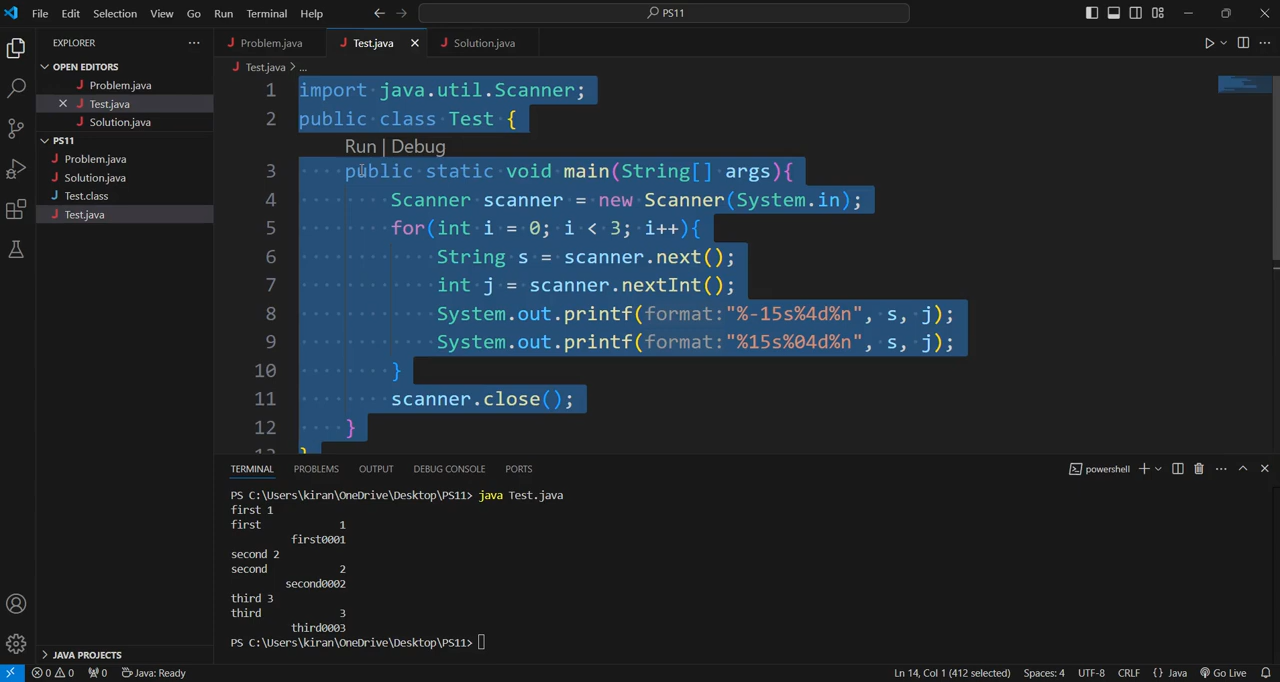 File Edit Selection View Go Run Terminal Help PS11
EXPLORER
OPEN EDITORS
Problem.java
Test.java
Solution.java
PS11
Problem.java
Solution.java
Test.class
Test.java
JAVA PROJECTS
Problem.java Test.java Solution.java
Test.java > ...
1 import java.util.Scanner;
2 public class Test {
Run | Debug
3 public static void main(String[] args){
4 Scanner scanner = new Scanner(System.in);
5 for(int i = 0; i < 3; i++){
6 String s = scanner.next();
7 int j = scanner.nextInt();
8 System.out.printf(format:"%-15s%4d%n", s, j);
9 System.out.printf(format:"%15s%04d%n", s, j);
10 }
11 scanner.close();
12 }
13 }
TERMINAL PROBLEMS OUTPUT DEBUG CONSOLE PORTS powershell
PS C:\Users\kiran\OneDrive\Desktop\PS11> java Test.java
first 1
first 1
first0001
second 2
second 2
second0002
third 3
third 3
third0003
PS C:\Users\kiran\OneDrive\Desktop\PS11>
0 0 0 Java: Ready Ln 14, Col 1 (412 selected) Spaces: 4 UTF-8 CRLF {} Java Go Live